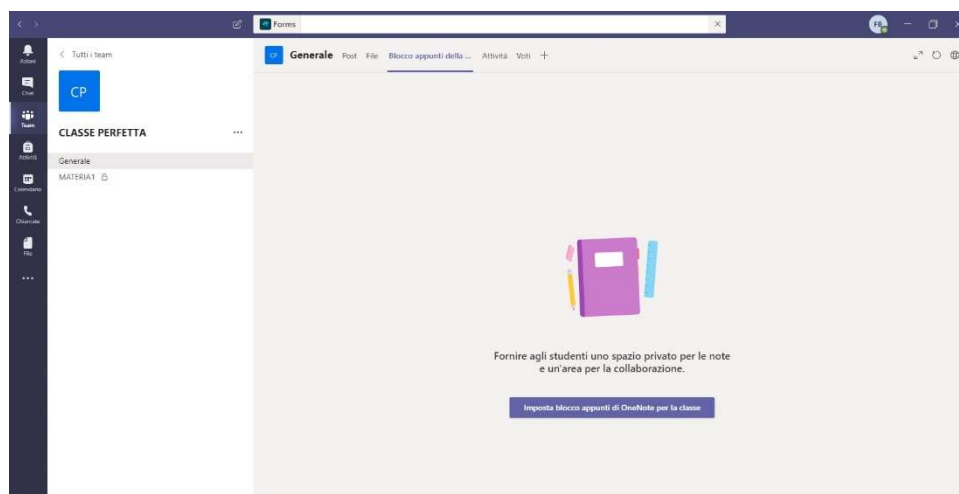 Forms
FB
Attività
Chat
Team
Attività
Calendario
Chiamate
File
Tutti i team
CP
CLASSE PERFETTA
Generale
MATERIA1
CP
Generale Post File Blocco appunti della ... Attività Voti
Fornire agli studenti uno spazio privato per le note
e un'area per la collaborazione.
Imposta blocco appunti di OneNote per la classe